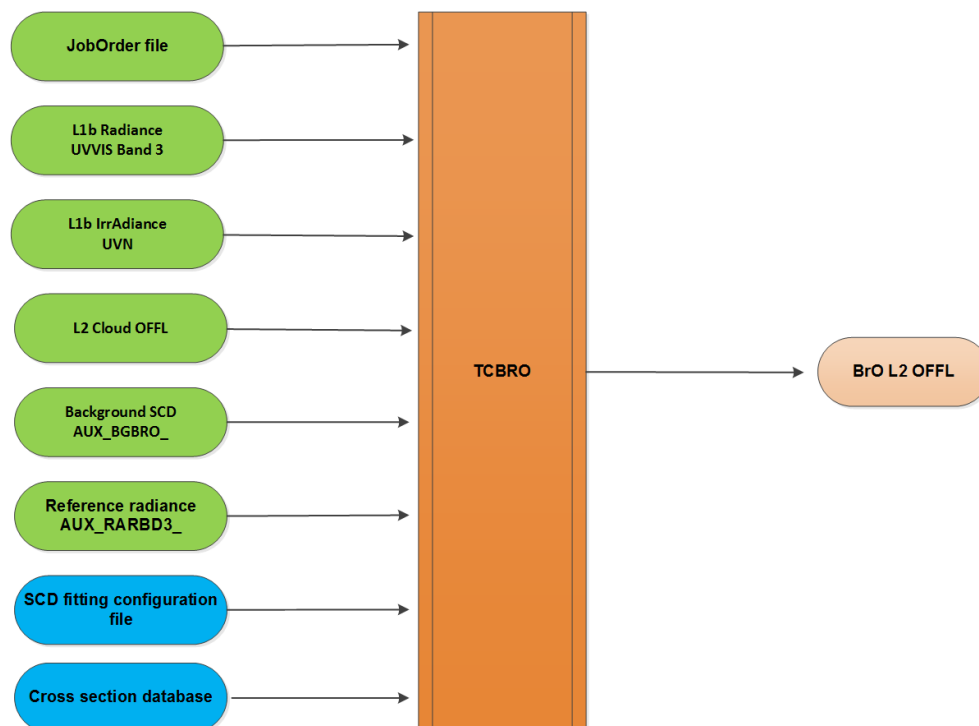 JobOrder file
L1b Radiance
UVVIS Band 3
L1b IrrAdiance
UVN
L2 Cloud OFFL
Background SCD
AUX_BGBRO_
Reference radiance
AUX_RARBD3_
SCD fitting configuration
file
Cross section database
TCBRO
BrO L2 OFFL